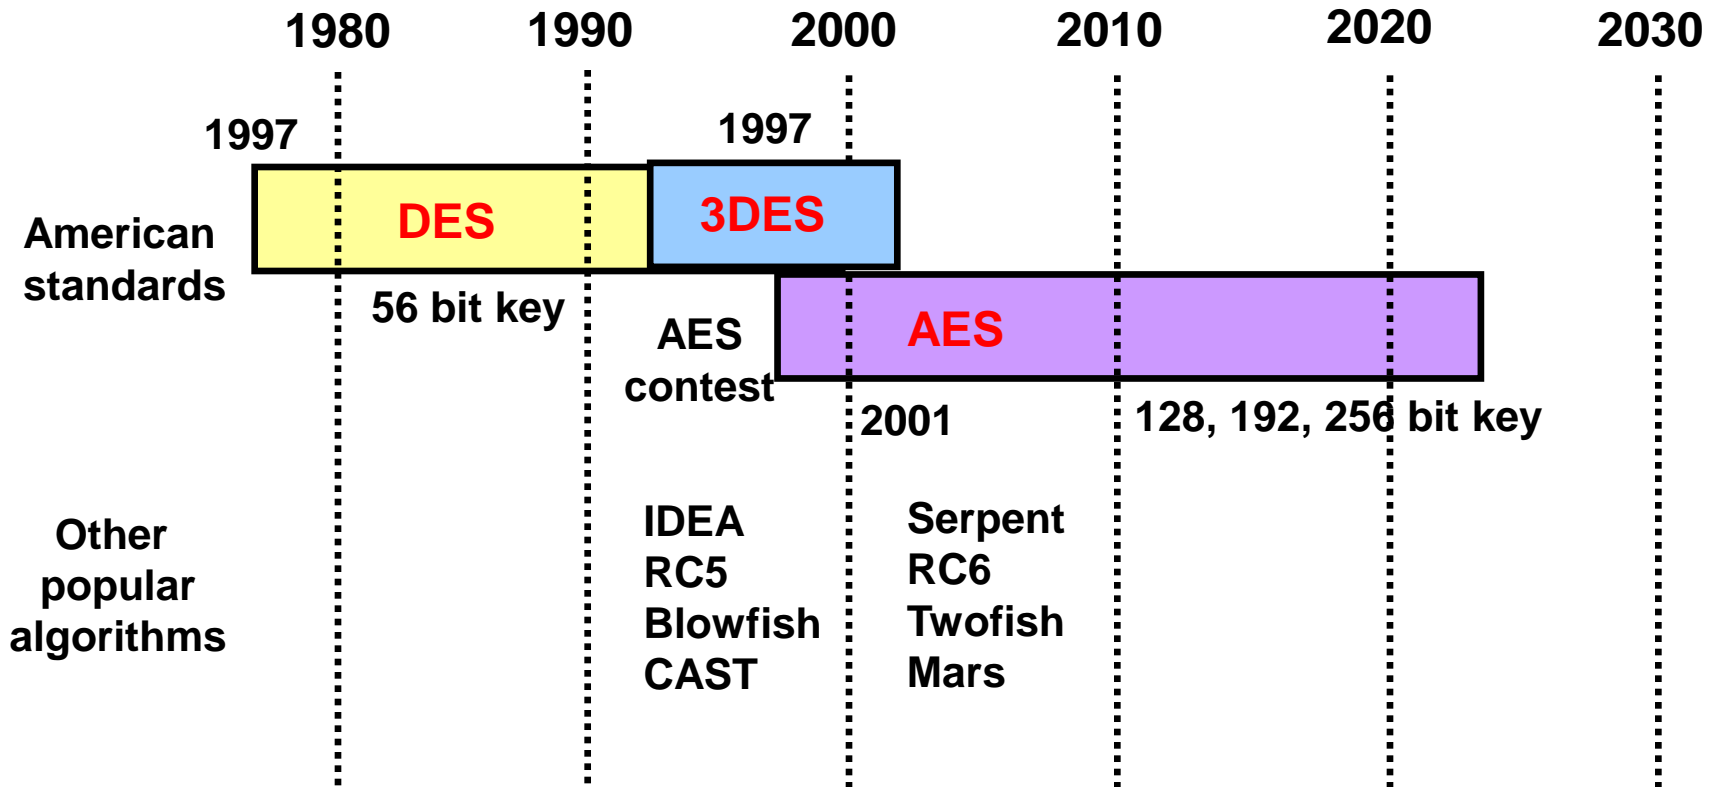 1980 1990 2000 2010 2020 2030
1997 1997
American
standards
DES 3DES
56 bit key
AES
contest
AES
2001 128, 192, 256 bit key
Other
popular
algorithms
IDEA
RC5
Blowfish
CAST
Serpent
RC6
Twofish
Mars